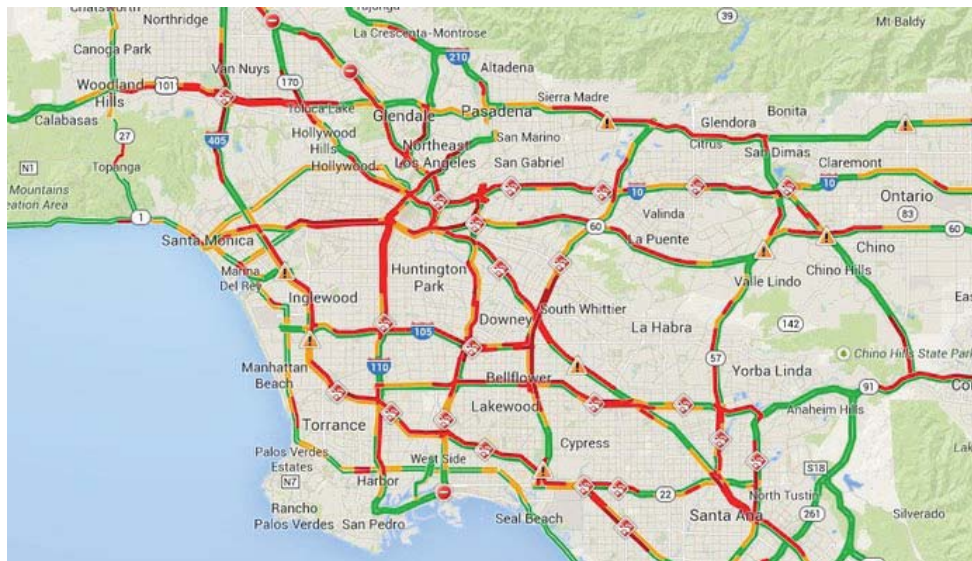 Northridge
Tujunga
La Crescenta-Montrose
39
Mt Baldy
Canoga Park
Van Nuys
210
Altadena
Woodland
Hills
101
170
Toluca Lake
Glendale
Pasadena
Sierra Madre
Bonita
Calabasas
405
Hollywood
Hills
Northeast
Los Angeles
San Marino
Glendora
Citrus
San Dimas
27
Topanga
Hollywood
San Gabriel
Claremont
N1
Mountains
eation Area
10
10
Ontario
1
Valinda
83
60
60
Santa Monica
La Puente
Chino
Marina
Del Rey
Huntington
Park
Valle Lindo
Chino Hills
Inglewood
South Whittier
Eas
105
Downey
La Habra
142
Manhattan
Beach
110
57
Chino Hills State Park
Bellflower
Yorba Linda
91
Co
Lakewood
Anaheim Hills
Torrance
Cypress
Palos Verdes
Estates
West Side
S18
Lak
N7
Harbor
22
North Tustin
Rancho
Palos Verdes
San Pedro
Seal Beach
Santa Ana
261
Silverado